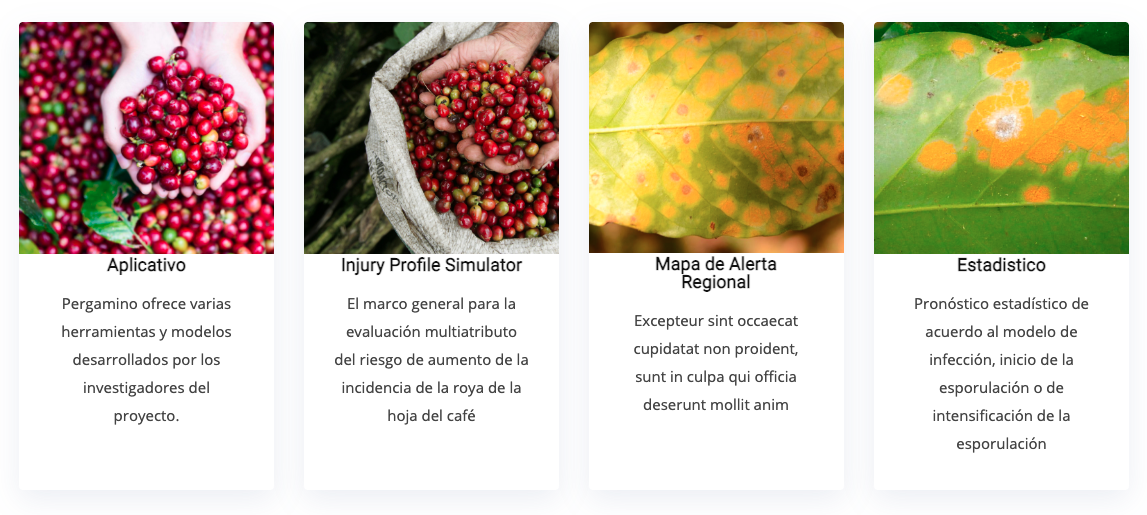 Aplicativo
Pergamino ofrece varias
herramientas y modelos
desarrollados por los
investigadores del
proyecto.
Injury Profile Simulator
El marco general para la
evaluación multiatributo
del riesgo de aumento de la
incidencia de la roya de la
hoja del café
Mapa de Alerta
Regional
Excepteur sint occaecat
cupidatat non proident,
sunt in culpa qui officia
deserunt mollit anim
Estadistico
Pronóstico estadístico de
acuerdo al modelo de
infección, inicio de la
esporulación o de
intensificación de la
esporulación